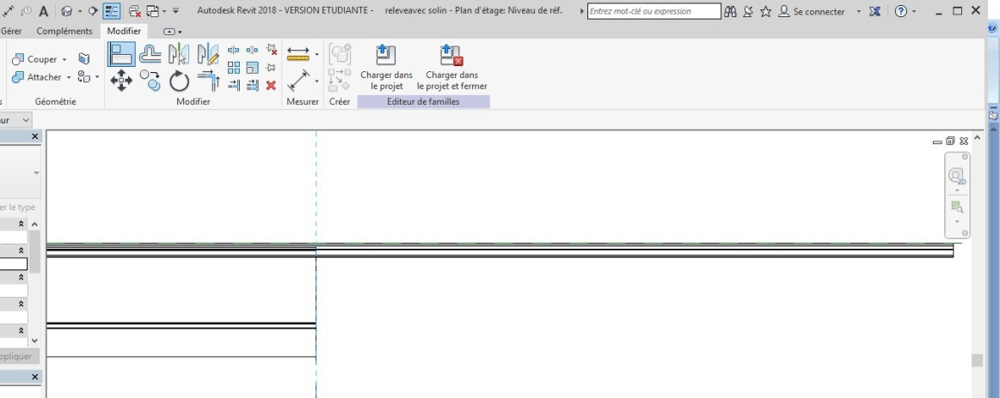 Autodesk Revit 2018 - VERSION ETUDIANTE - releveavec solin - Plan d'étage: Niveau de réf.
Entrez mot-clé ou expression
Se connecter
Gérer Compléments Modifier
Couper
Attacher
Charger dans
le projet
Charger dans
le projet et fermer
s Géométrie Modifier Mesurer Créer Editeur de familles
ur
er le type
2D
ppliquer